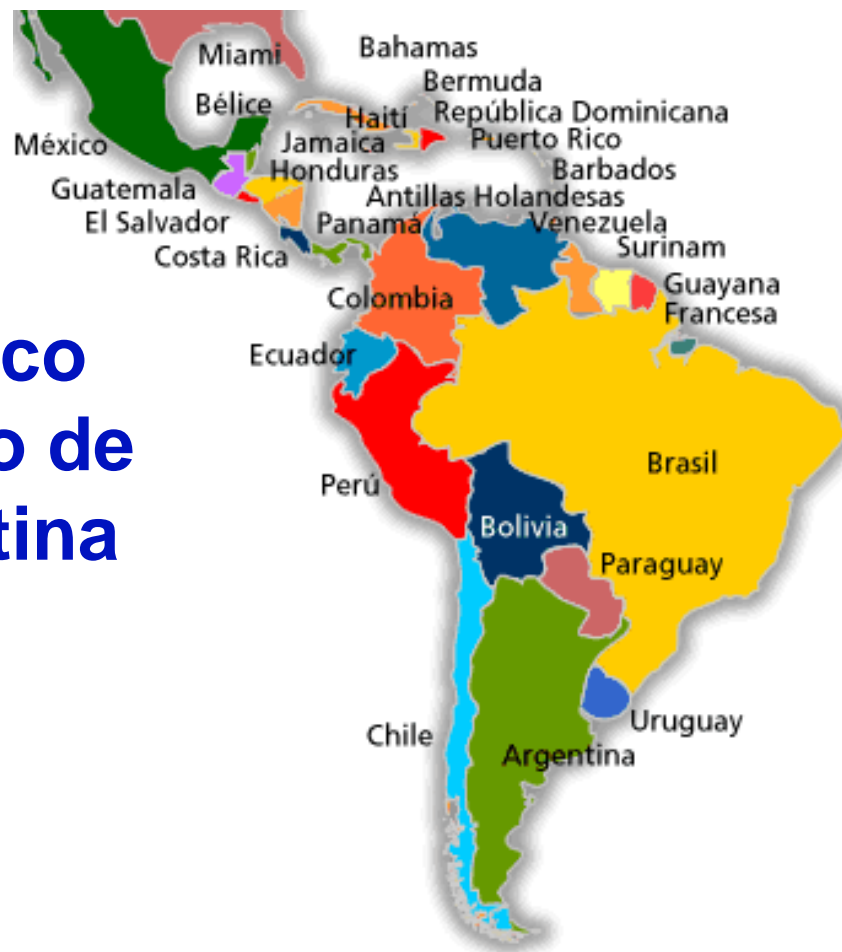 Miami
Bahamas
Bermuda
Bélice
Haití
República Dominicana
México
Jamaica
Puerto Rico
Honduras
Barbados
Guatemala
Antillas Holandesas
El Salvador
Panamá
Venezuela
Costa Rica
Surinam
Colombia
Guayana
Francesa
Ecuador
co
o de
tina
Brasil
Perú
Bolivia
Paraguay
Chile
Uruguay
Argentina